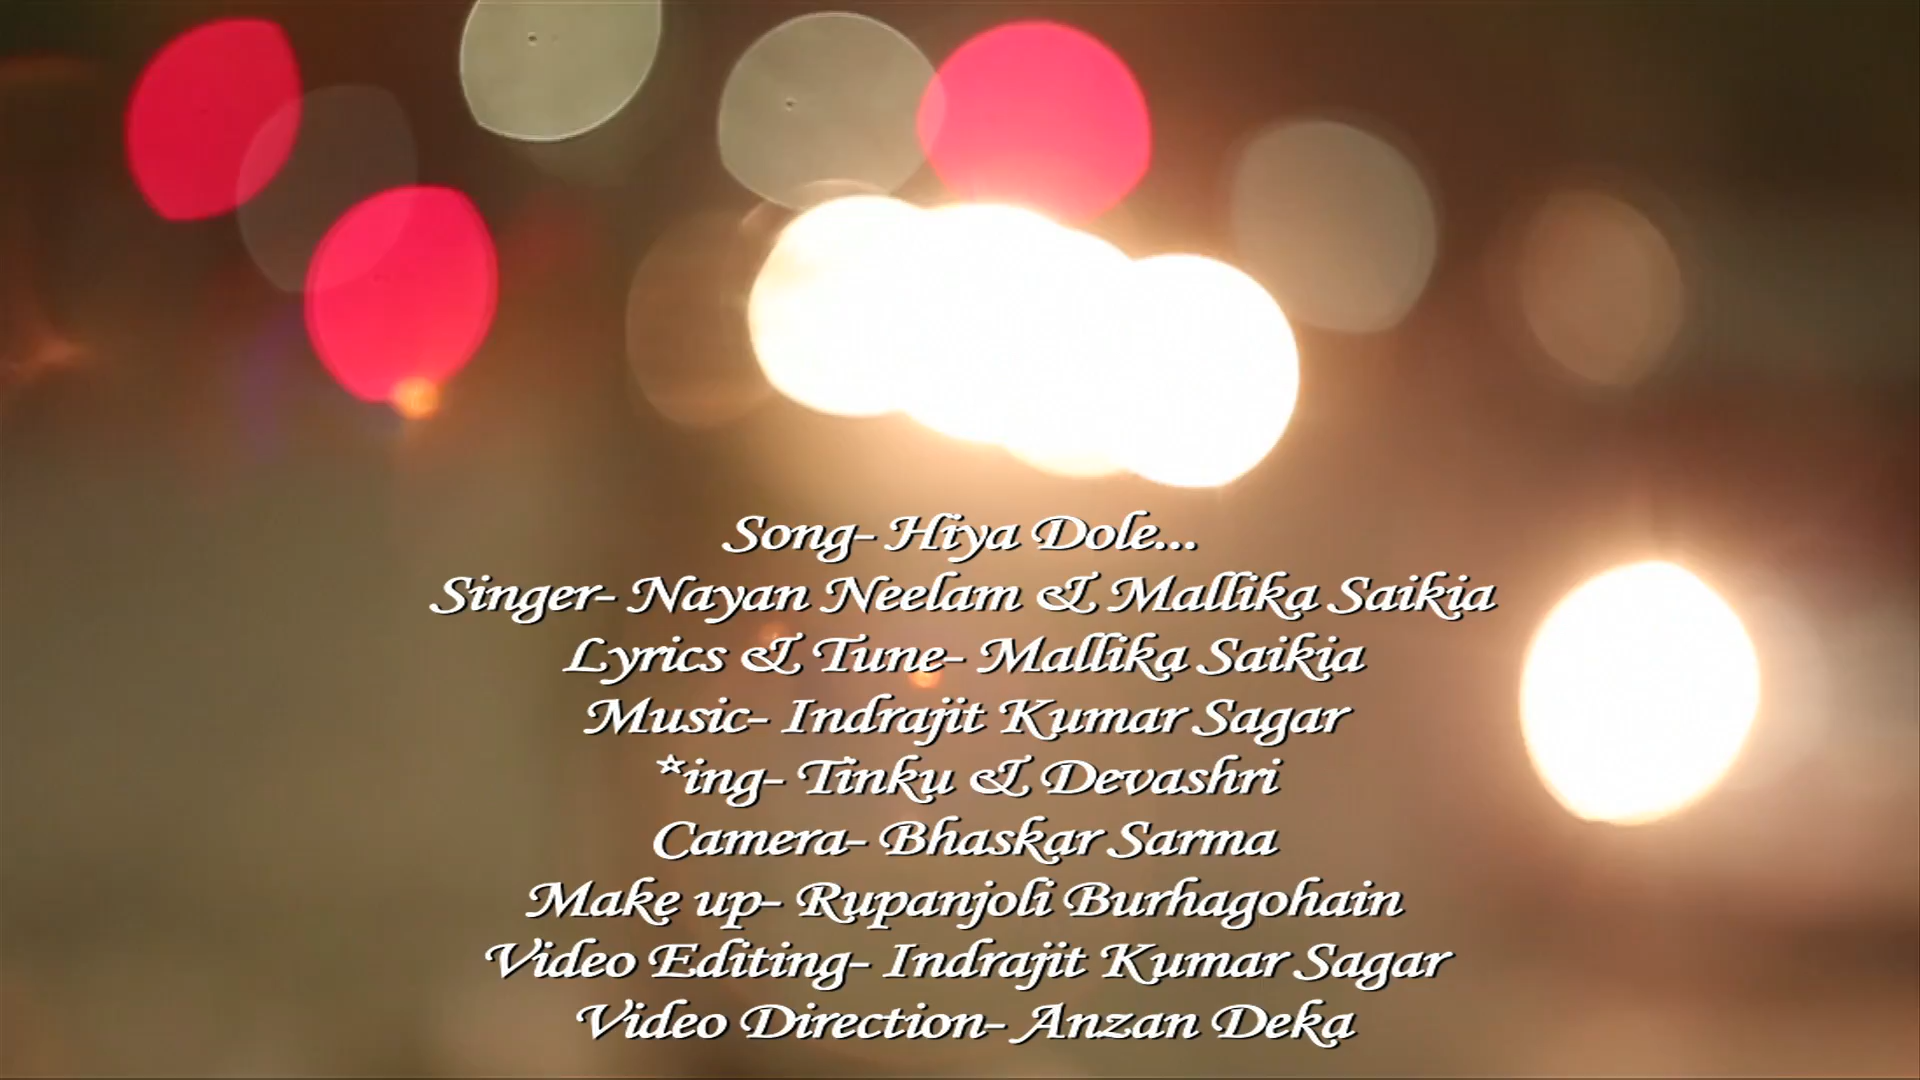 Song- Hiya Dole...
Singer- Nayan Neelam & Mallika Saikia
Lyrics & Tune- Mallika Saikia
Music- Indrajit Kumar Sagar
*ing- Tinku & Devashri
Camera- Bhaskar Sarma
Make up- Rupanjoli Burhagohain
Video Editing- Indrajit Kumar Sagar
Video Direction- Anzan Deka